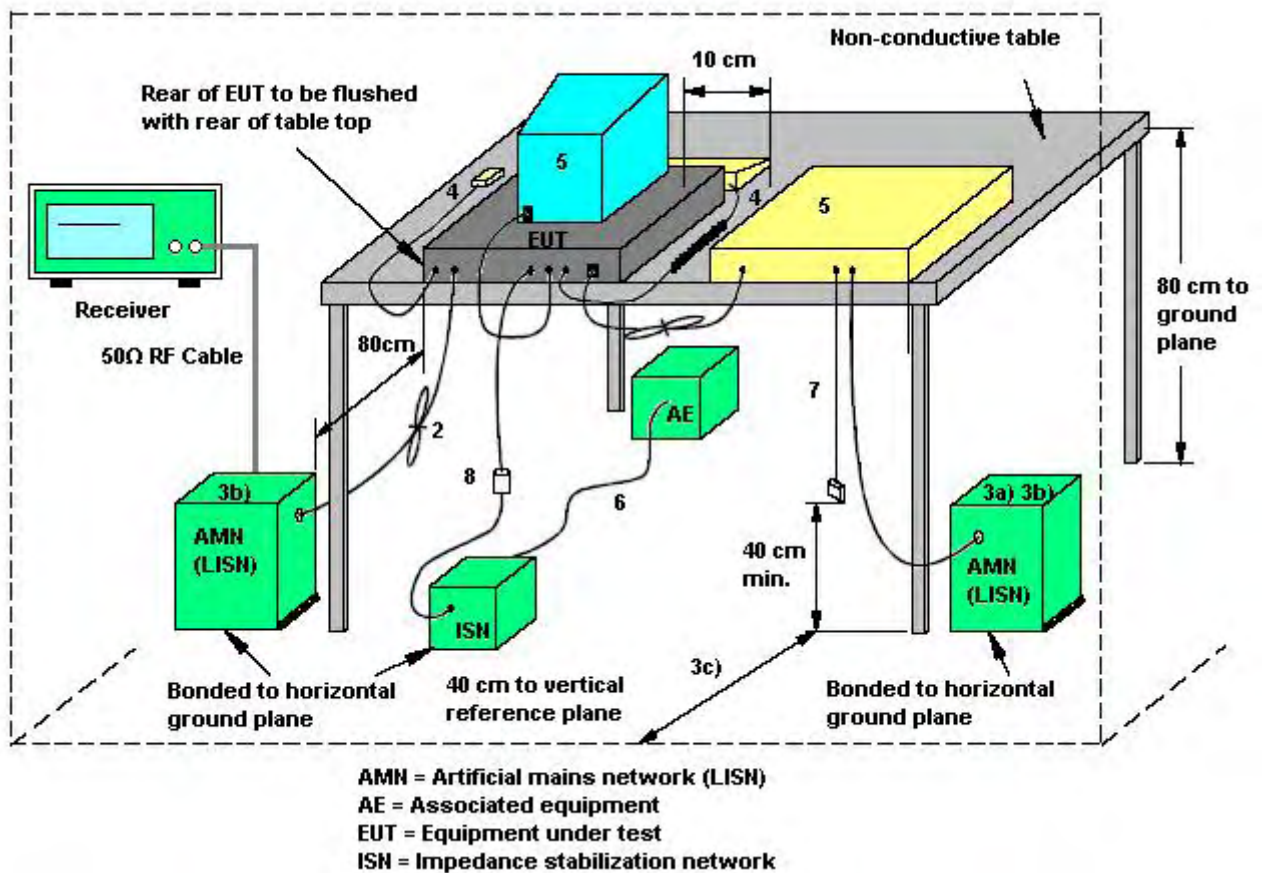 Non-conductive table
10 cm
Rear of EUT to be flushed
with rear of table top
5
4
4
5
EUT
Receiver
80 cm to
ground
plane
50Ω RF Cable
80cm
AE
7
2
8
6
3b)
AMN
(LISN)
3a) 3b)
AMN
(LISN)
40 cm
min.
ISN
3c)
Bonded to horizontal
ground plane
40 cm to vertical
reference plane
Bonded to horizontal
ground plane
AMN = Artificial mains network (LISN)
AE = Associated equipment
EUT = Equipment under test
ISN = Impedance stabilization network